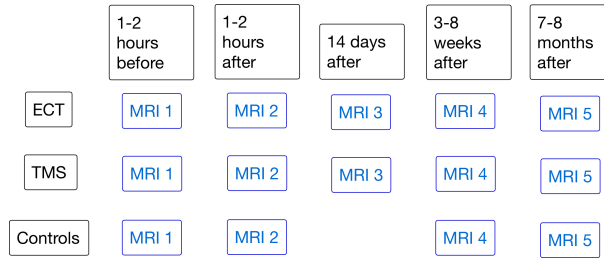 1-2
hours
before
1-2
hours
after
14 days
after
3-8
weeks
after
7-8
months
after
ECT
MRI 1
MRI 2
MRI 3
MRI 4
MRI 5
TMS
MRI 1
MRI 2
MRI 3
MRI 4
MRI 5
Controls
MRI 1
MRI 2
MRI 4
MRI 5